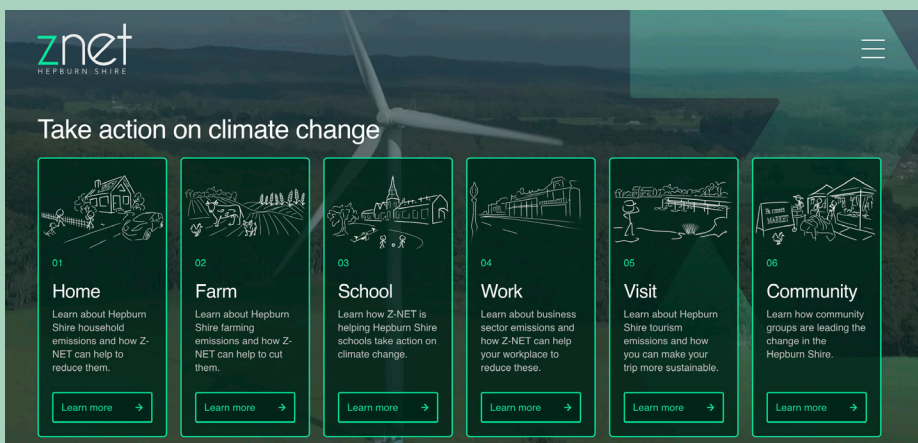 znet
HEPBURN SHIRE
Take action on climate change
Farmers
MARKET
01
Home
Learn about Hepburn
Shire household
emissions and how Z-
NET can help to
reduce them.
Learn more
02
Farm
Learn about Hepburn
Shire farming
emissions and how Z-
NET can help to cut
them.
Learn more
03
School
Learn how Z-NET is
helping Hepburn Shire
schools take action on
climate change.
Learn more
04
Work
Learn about business
sector emissions and
how Z-NET can help
your workplace to
reduce these.
Learn more
05
Visit
Learn about Hepburn
Shire tourism
emissions and how
you can make your
trip more sustainable.
Learn more
06
Community
Learn how community
groups are leading the
change in the
Hepburn Shire.
Learn more